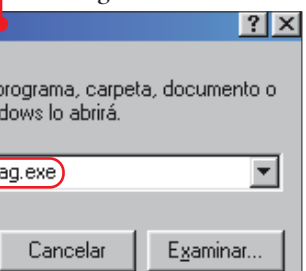 ? ×
programa, carpeta, documento o
dows lo abrirá.
ag.exe
Cancelar Examinar...